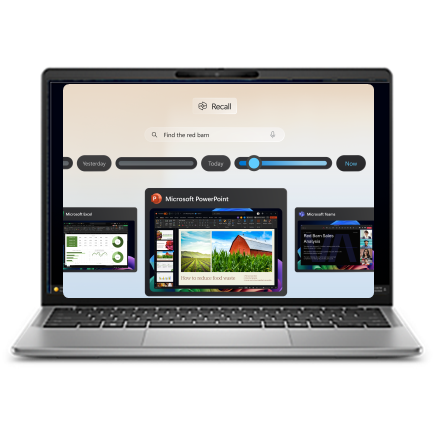 Recall
Find the red barn
Yesterday
Today
Now
Microsoft Excel
Microsoft PowerPoint
Microsoft Teams
Red Barn Sales
Analysis
How to reduce food waste